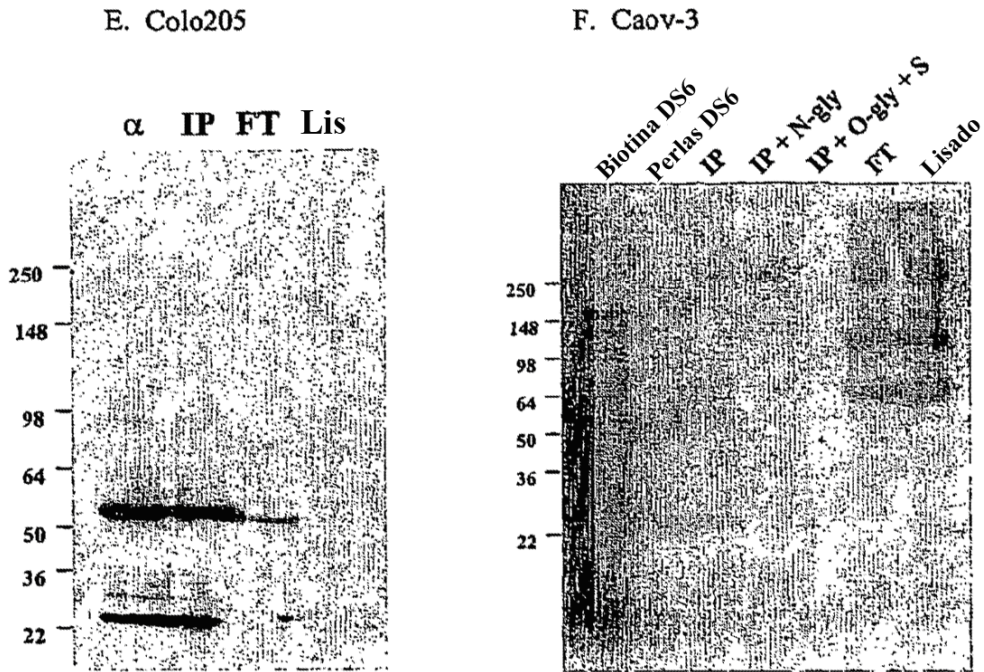 E. Colo205
α IP FT Lis
250
148
98
64
50
36
22
F. Caov-3
Biotina DS6
Perlas DS6
IP
IP + N-gly
IP + O-gly + S
FT
Lisado
250
148
98
64
50
36
22